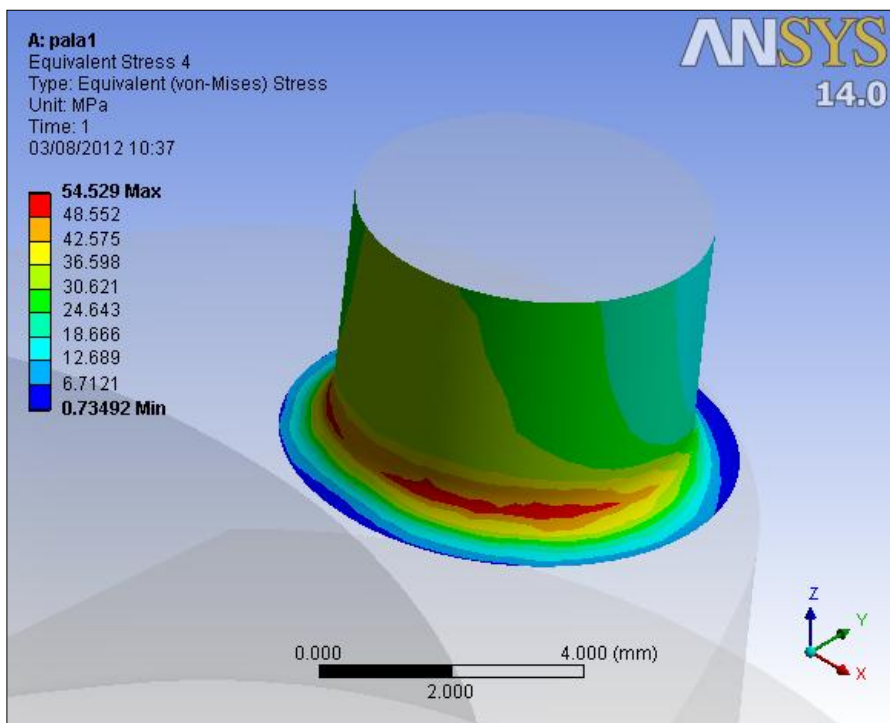 A: pala1
Equivalent Stress 4
Type: Equivalent (von-Mises) Stress
Unit: MPa
Time: 1
03/08/2012 10:37
54.529 Max
48.552
42.575
36.598
30.621
24.643
18.666
12.689
6.7121
0.73492 Min
ANSYS
14.0
0.000 4.000 (mm)
2.000
Z
Y
X